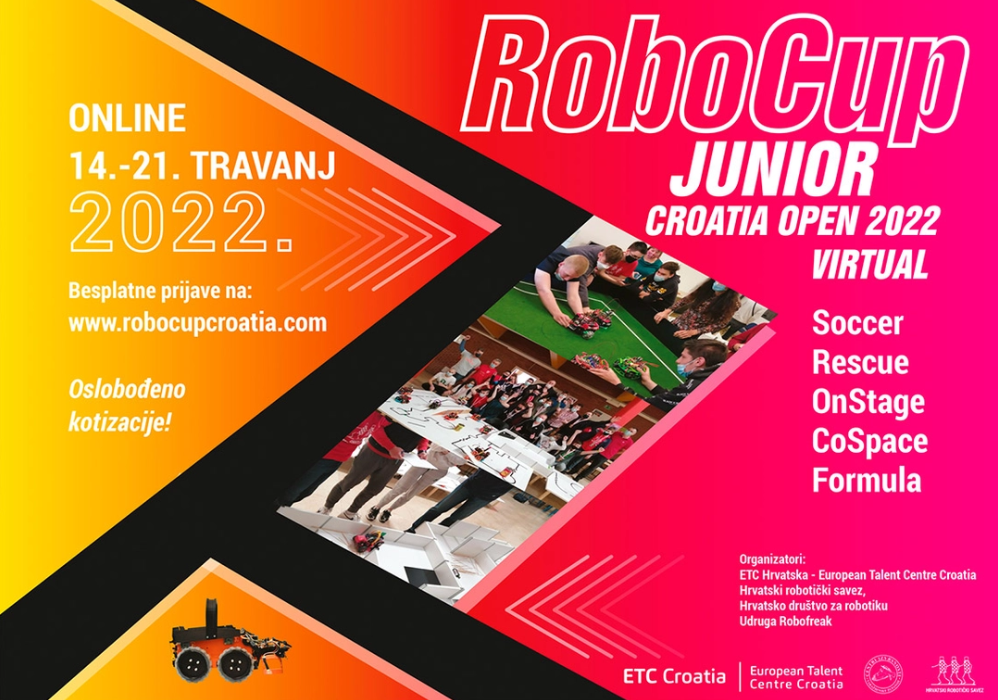 RoboCup
JUNIOR
CROATIA OPEN 2022
VIRTUAL
ONLINE
14.-21. TRAVANJ
2022.
Besplatne prijave na:
www.robocupcroatia.com
Oslobođeno
kotizacije!
Soccer
Rescue
OnStage
CoSpace
Formula
Organizatori:
ETC Hrvatska - European Talent Centre Croatia
Hrvatski robotički savez,
Hrvatsko društvo za robotiku
Udruga Robofreak
ETC Croatia
European Talent
Centre Croatia
HRVATSKI ROBOTIČKI SAVEZ